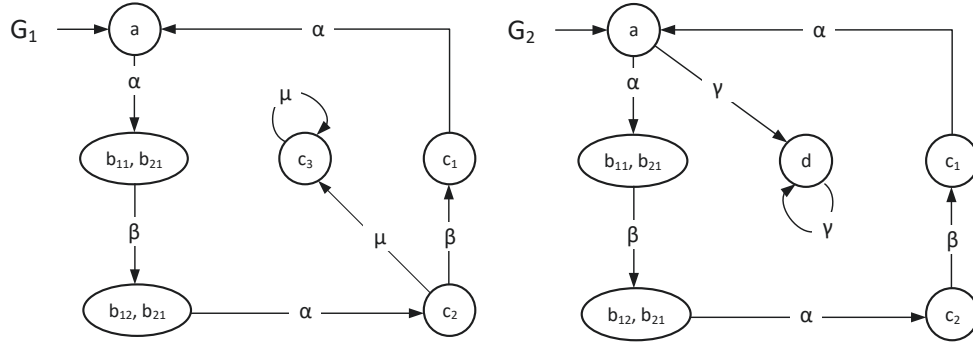 G₁ a α G₂ a α
α α γ
μ
b₁₁, b₂₁ c₃ c₁ b₁₁, b₂₁ d c₁
β μ β β γ β
b₁₂, b₂₁ α c₂ b₁₂, b₂₁ α c₂